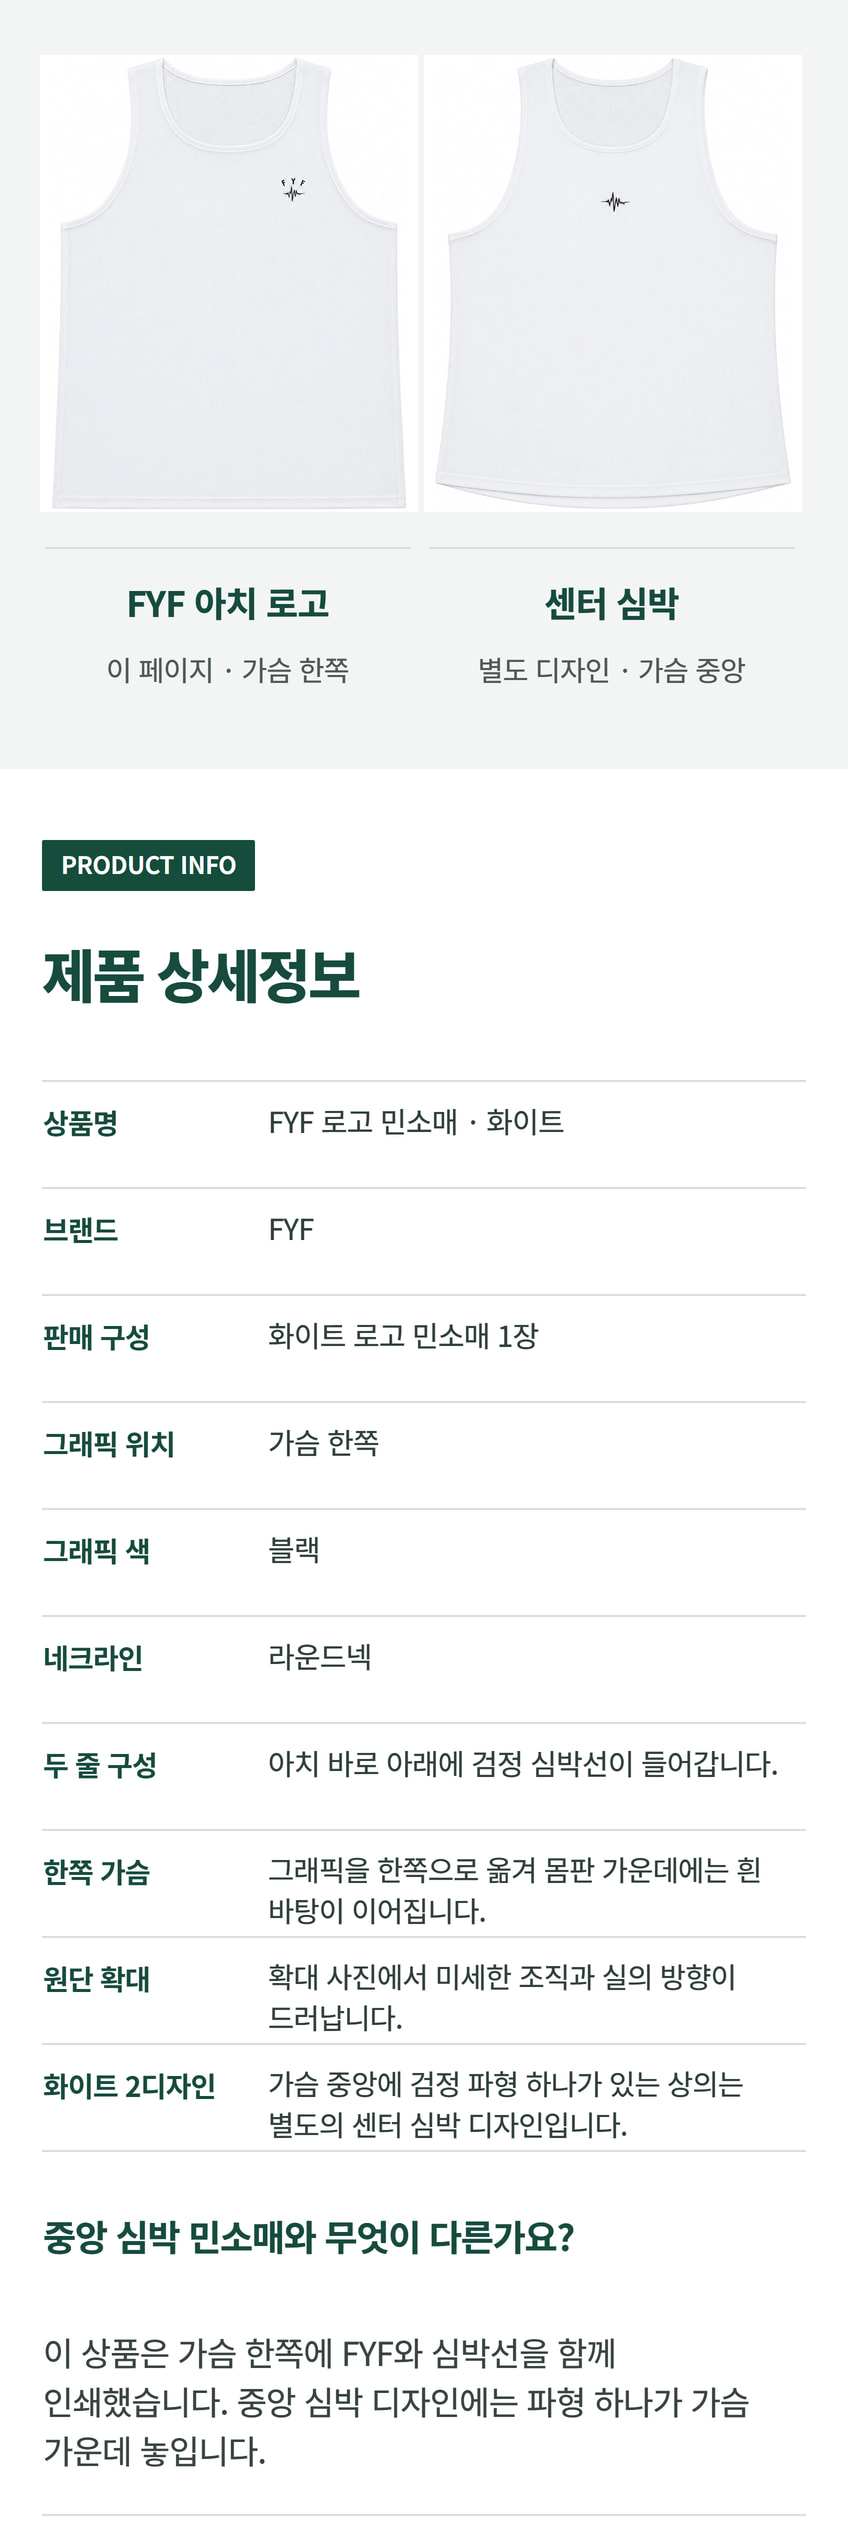 F Y F
FYF 아치 로고
이 페이지 · 가슴 한쪽
센터 심박
별도 디자인 · 가슴 중앙
PRODUCT INFO
제품 상세정보
상품명 FYF 로고 민소매 · 화이트
브랜드 FYF
판매 구성 화이트 로고 민소매 1장
그래픽 위치 가슴 한쪽
그래픽 색 블랙
네크라인 라운드넥
두 줄 구성 아치 바로 아래에 검정 심박선이 들어갑니다.
한쪽 가슴 그래픽을 한쪽으로 옮겨 몸판 가운데에는 흰
바탕이 이어집니다.
원단 확대 확대 사진에서 미세한 조직과 실의 방향이
드러납니다.
화이트 2디자인 가슴 중앙에 검정 파형 하나가 있는 상의는
별도의 센터 심박 디자인입니다.
중앙 심박 민소매와 무엇이 다른가요?
이 상품은 가슴 한쪽에 FYF와 심박선을 함께
인쇄했습니다. 중앙 심박 디자인에는 파형 하나가 가슴
가운데 놓입니다.